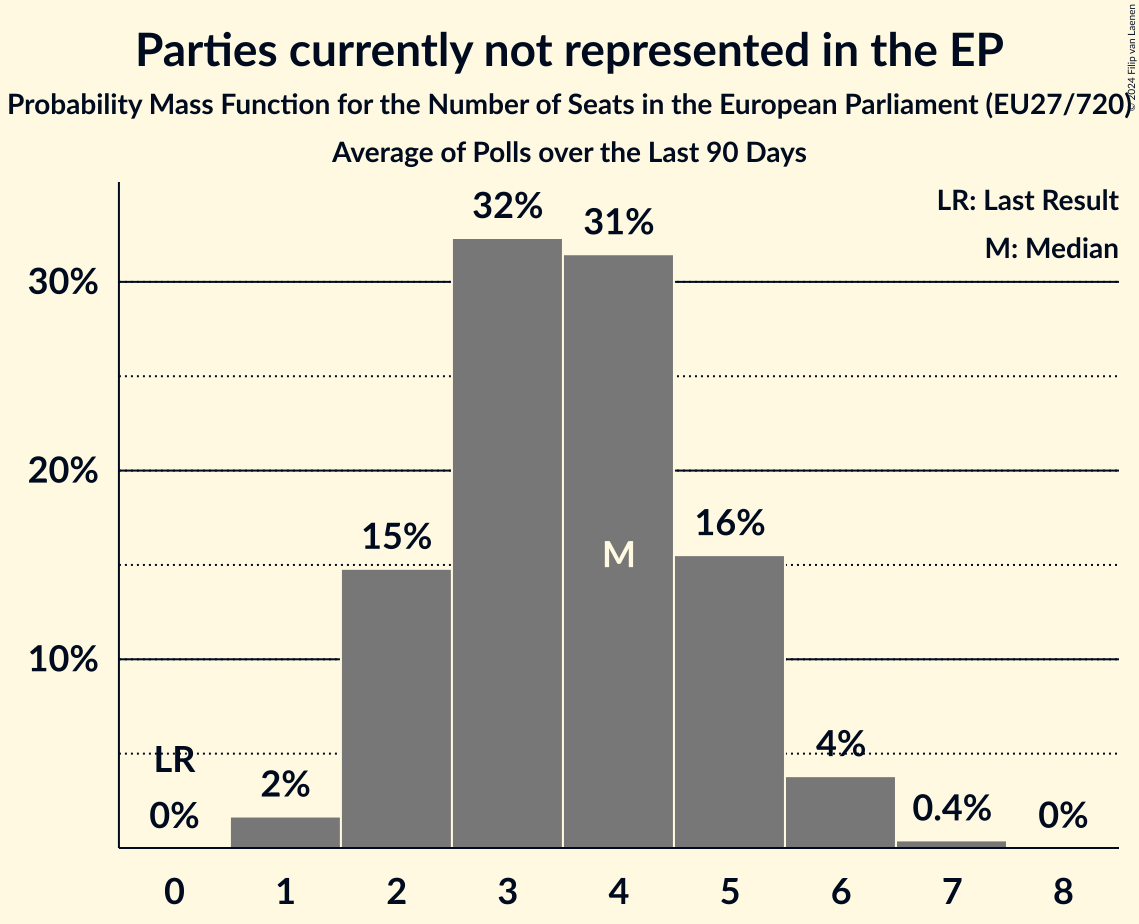 Parties currently not represented in the EP
Probability Mass Function for the Number of Seats in the European Parliament (EU27/720)
Average of Polls over the Last 90 Days
© 2024 Filip van Laenen
LR: Last Result
M: Median
30%
20%
10%
LR
0%
2%
15%
32%
31%
M
16%
4%
0.4%
0%
0 1 2 3 4 5 6 7 8